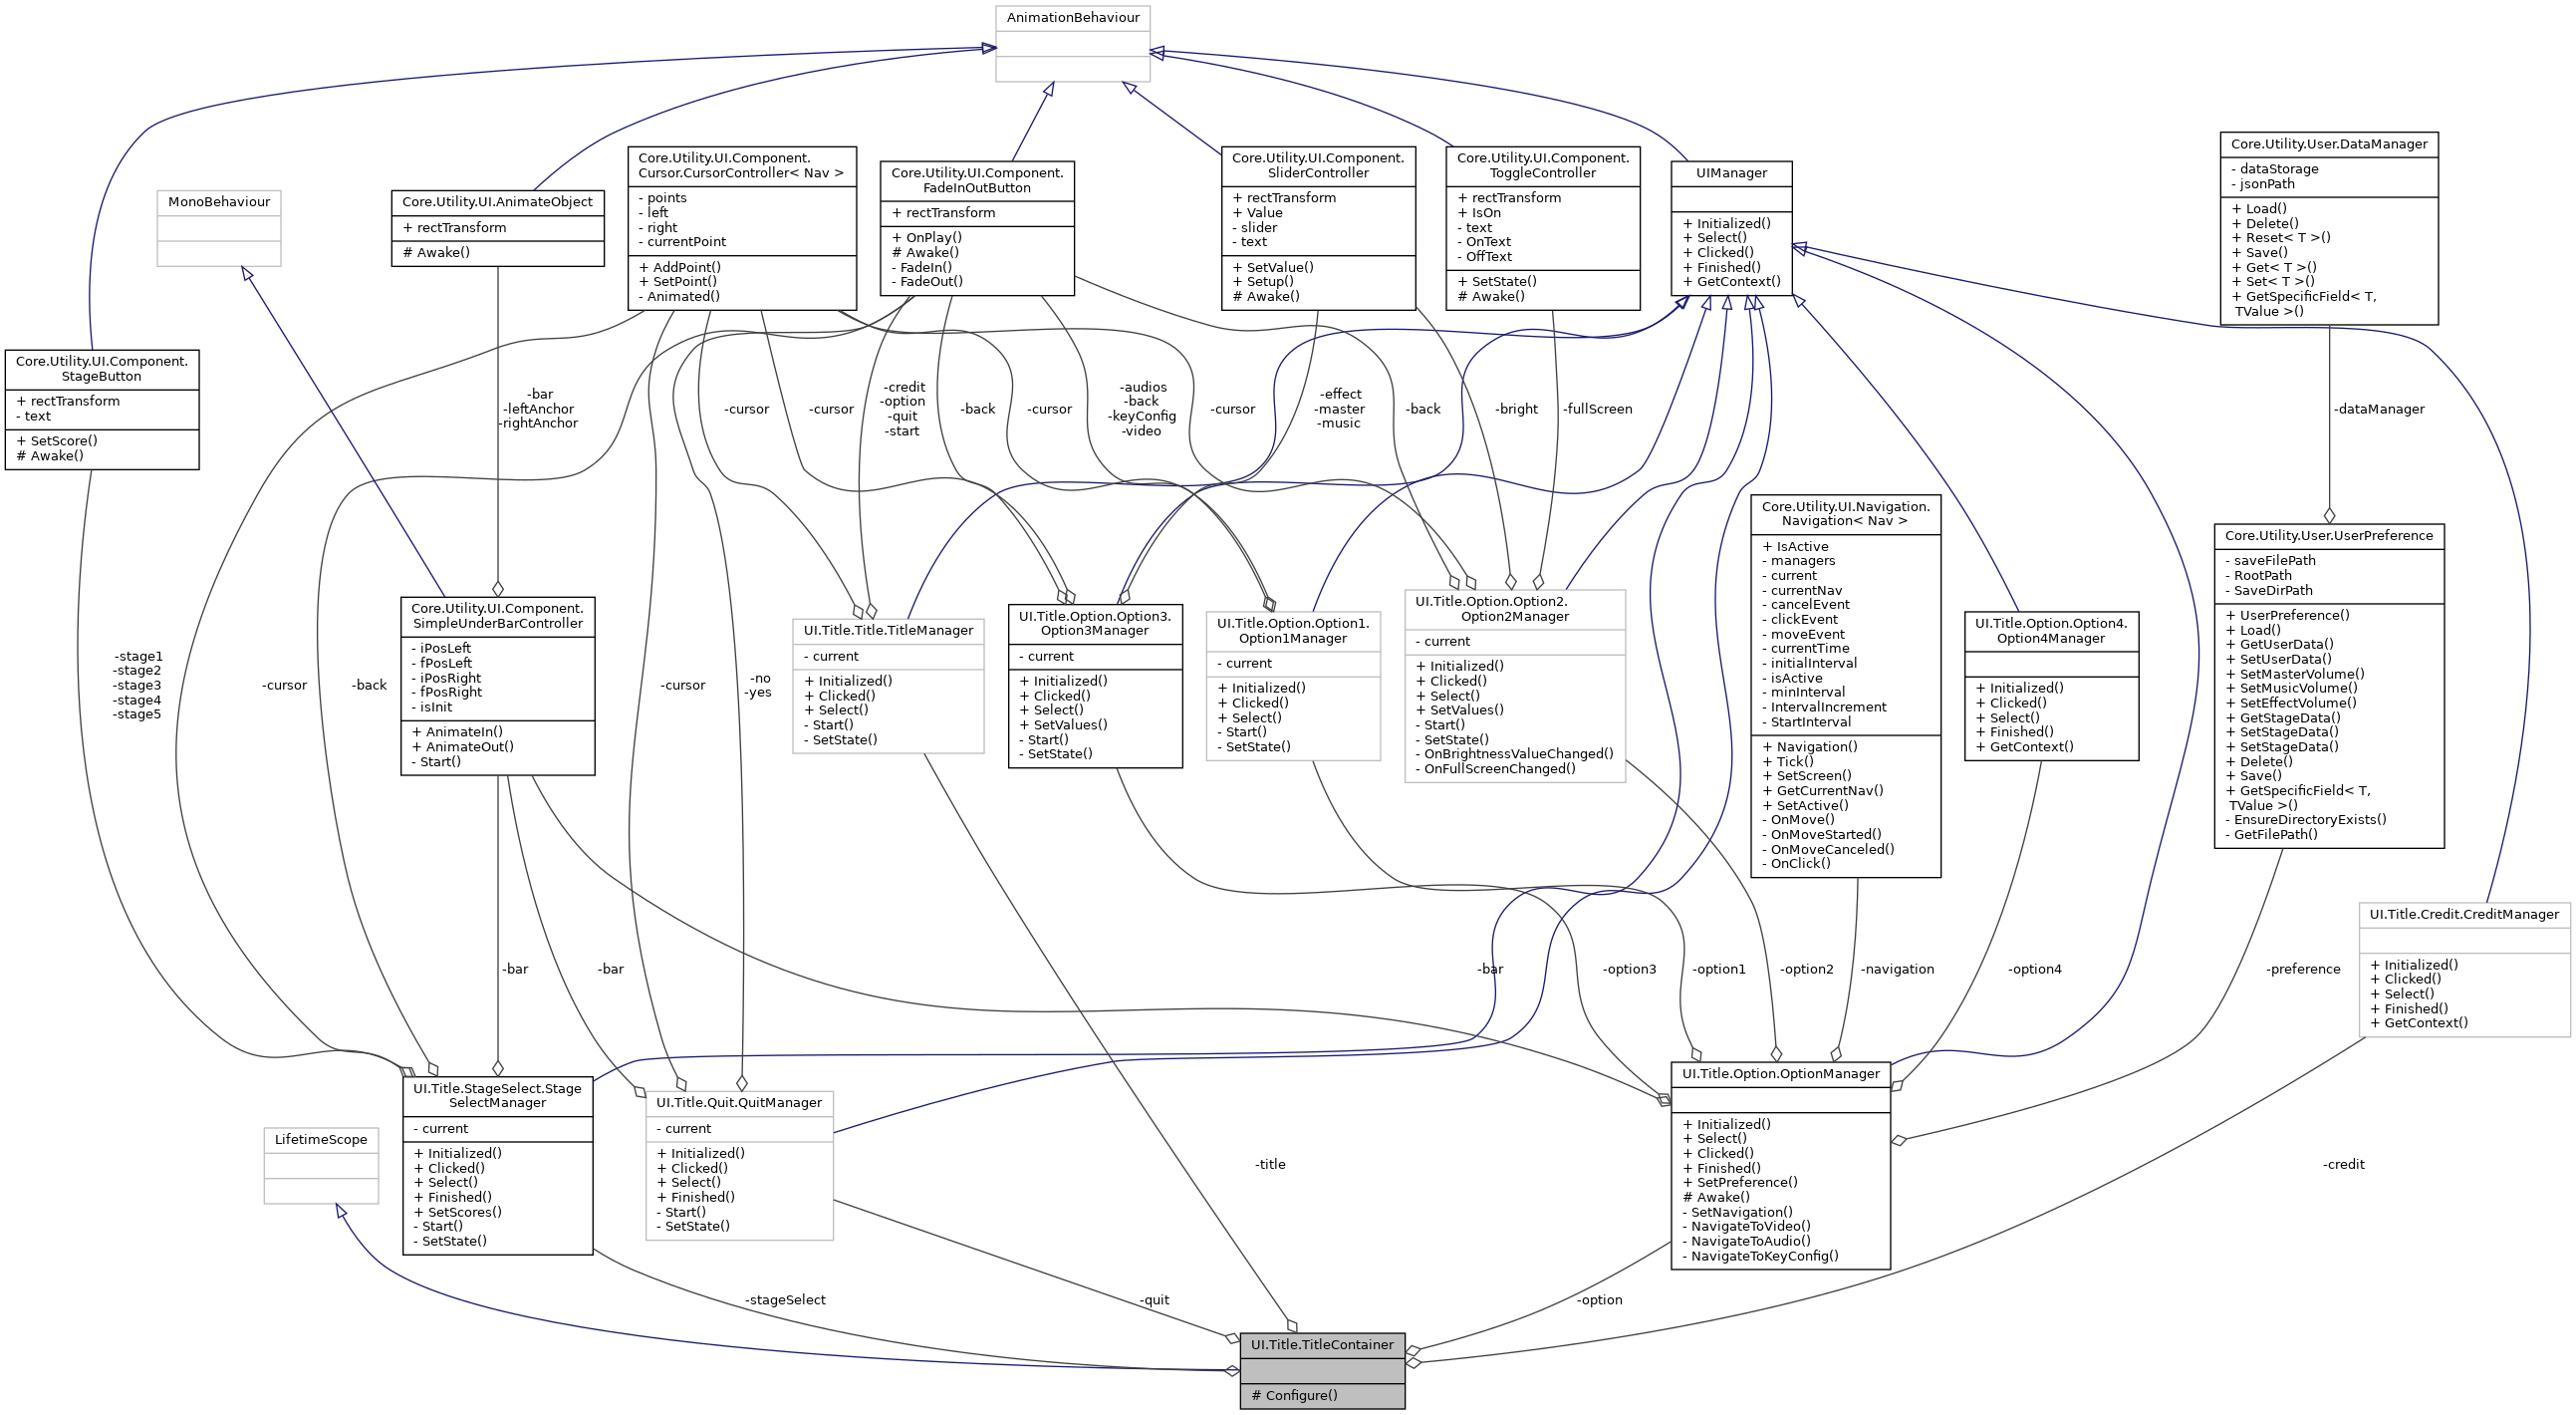 AnimationBehaviour
Core.Utility.User.DataManager
- dataStorage
- jsonPath
+ Load()
+ Delete()
+ Reset< T >()
+ Save()
+ Get< T >()
+ Set< T >()
+ GetSpecificField< T,
TValue >()
Core.Utility.UI.Component.
Cursor.CursorController< Nav >
- points
- left
- right
- currentPoint
+ AddPoint()
+ SetPoint()
- Animated()
Core.Utility.UI.Component.
FadeInOutButton
+ rectTransform
+ OnPlay()
# Awake()
- FadeIn()
- FadeOut()
Core.Utility.UI.Component.
SliderController
+ rectTransform
+ Value
- slider
- text
+ SetValue()
+ Setup()
# Awake()
Core.Utility.UI.Component.
ToggleController
+ rectTransform
+ IsOn
- text
- OnText
- OffText
+ SetState()
# Awake()
UIManager
+ Initialized()
+ Select()
+ Clicked()
+ Finished()
+ GetContext()
MonoBehaviour
Core.Utility.UI.AnimateObject
+ rectTransform
# Awake()
Core.Utility.UI.Component.
StageButton
+ rectTransform
- text
+ SetScore()
# Awake()
-bar
-leftAnchor
-rightAnchor
-cursor
-cursor
-credit
-option
-quit
-start
-back
-cursor
-audios
-back
-keyConfig
-video
-cursor
-effect
-master
-music
-back
-bright
-fullScreen
-dataManager
Core.Utility.UI.Navigation.
Navigation< Nav >
+ IsActive
- managers
- current
- currentNav
- cancelEvent
- clickEvent
- moveEvent
- currentTime
- initialInterval
- isActive
- minInterval
- IntervalIncrement
- StartInterval
+ Navigation()
+ Tick()
+ SetScreen()
+ GetCurrentNav()
+ SetActive()
- OnMove()
- OnMoveStarted()
- OnMoveCanceled()
- OnClick()
Core.Utility.User.UserPreference
- saveFilePath
- RootPath
- SaveDirPath
+ UserPreference()
+ Load()
+ GetUserData()
+ SetUserData()
+ SetMasterVolume()
+ SetMusicVolume()
+ SetEffectVolume()
+ GetStageData()
+ SetStageData()
+ SetStageData()
+ Delete()
+ Save()
+ GetSpecificField< T,
TValue >()
- EnsureDirectoryExists()
- GetFilePath()
-stage1
-stage2
-stage3
-stage4
-stage5
-cursor
-back
Core.Utility.UI.Component.
SimpleUnderBarController
- iPosLeft
- fPosLeft
- iPosRight
- fPosRight
- isInit
+ AnimateIn()
+ AnimateOut()
- Start()
-cursor
-no
-yes
UI.Title.Title.TitleManager
- current
+ Initialized()
+ Clicked()
+ Select()
- Start()
- SetState()
UI.Title.Option.Option3.
Option3Manager
- current
+ Initialized()
+ Clicked()
+ Select()
+ SetValues()
- Start()
- SetState()
UI.Title.Option.Option1.
Option1Manager
- current
+ Initialized()
+ Clicked()
+ Select()
- Start()
- SetState()
UI.Title.Option.Option2.
Option2Manager
- current
+ Initialized()
+ Clicked()
+ Select()
+ SetValues()
- Start()
- SetState()
- OnBrightnessValueChanged()
- OnFullScreenChanged()
UI.Title.Option.Option4.
Option4Manager
+ Initialized()
+ Clicked()
+ Select()
+ Finished()
+ GetContext()
UI.Title.Credit.CreditManager
+ Initialized()
+ Clicked()
+ Select()
+ Finished()
+ GetContext()
-bar
-bar
-bar
-option3
-option1
-option2
-navigation
-option4
-preference
LifetimeScope
UI.Title.StageSelect.Stage
SelectManager
- current
+ Initialized()
+ Clicked()
+ Select()
+ Finished()
+ SetScores()
- Start()
- SetState()
UI.Title.Quit.QuitManager
- current
+ Initialized()
+ Clicked()
+ Select()
+ Finished()
- Start()
- SetState()
-title
UI.Title.Option.OptionManager
+ Initialized()
+ Select()
+ Clicked()
+ Finished()
+ SetPreference()
# Awake()
- SetNavigation()
- NavigateToVideo()
- NavigateToAudio()
- NavigateToKeyConfig()
-credit
-stageSelect
-quit
-option
UI.Title.TitleContainer
# Configure()